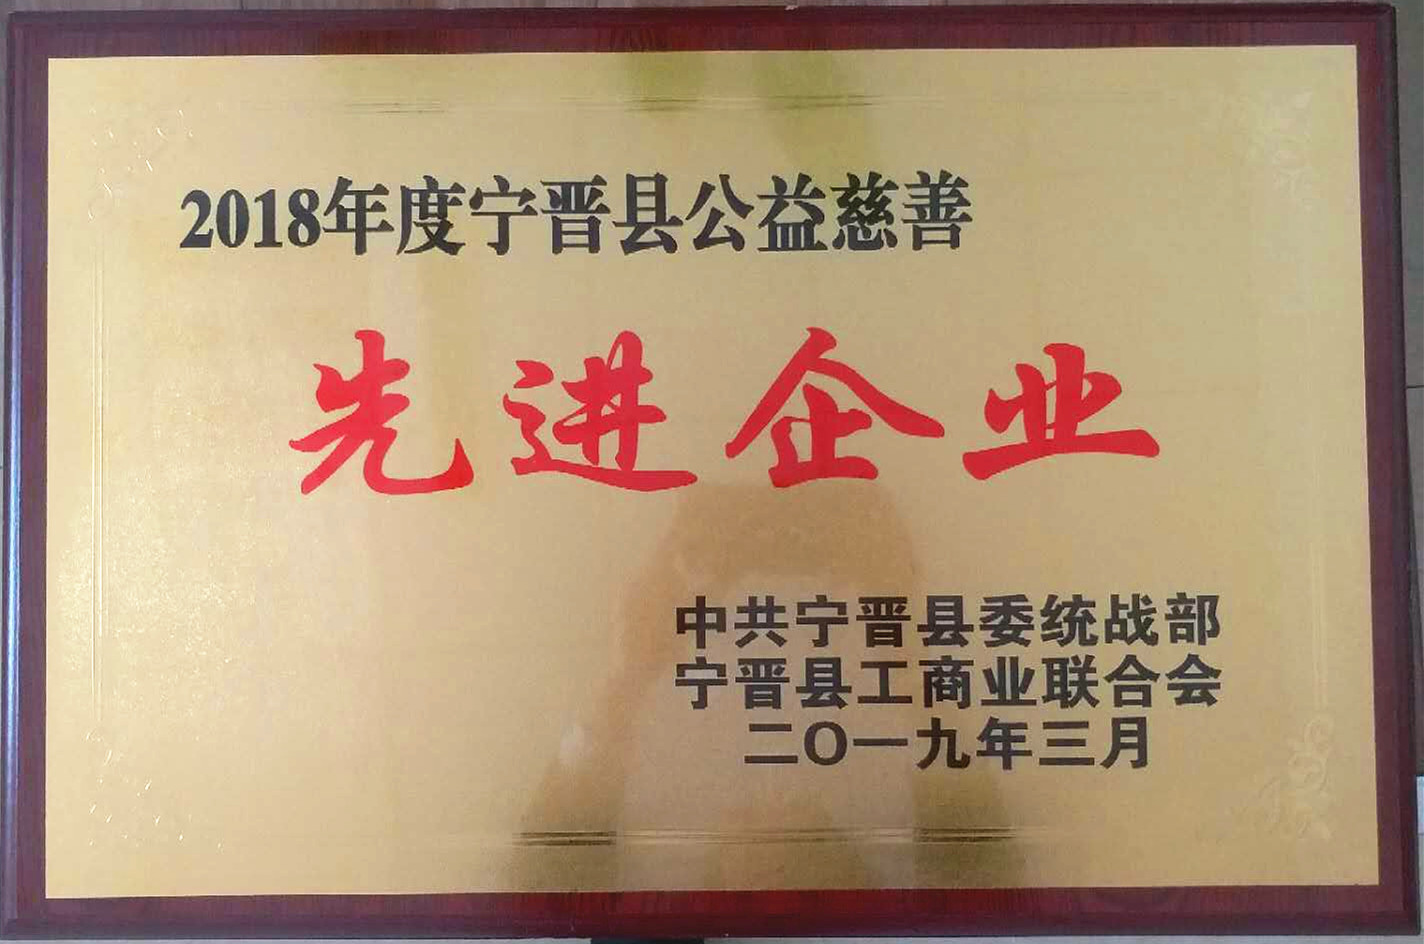 2018年度宁晋县公益慈善
先进企业
中共宁晋县委统战部
宁晋县工商业联合会
二〇一九年三月